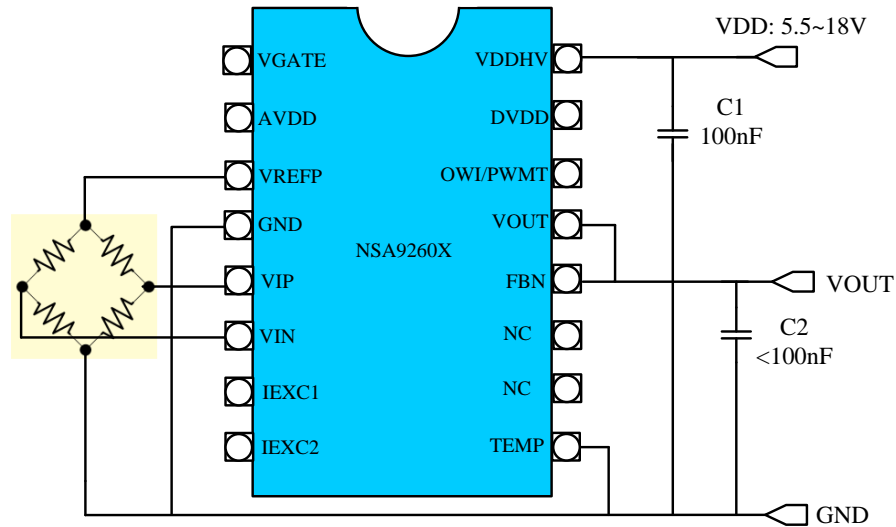 VDD: 5.5~18V
VGATE
VDDHV
AVDD
DVDD
C1
100nF
VREFP
OWI/PWMT
GND
VOUT
NSA9260X
VIP
FBN
VOUT
VIN
NC
C2
<100nF
IEXC1
NC
IEXC2
TEMP
GND